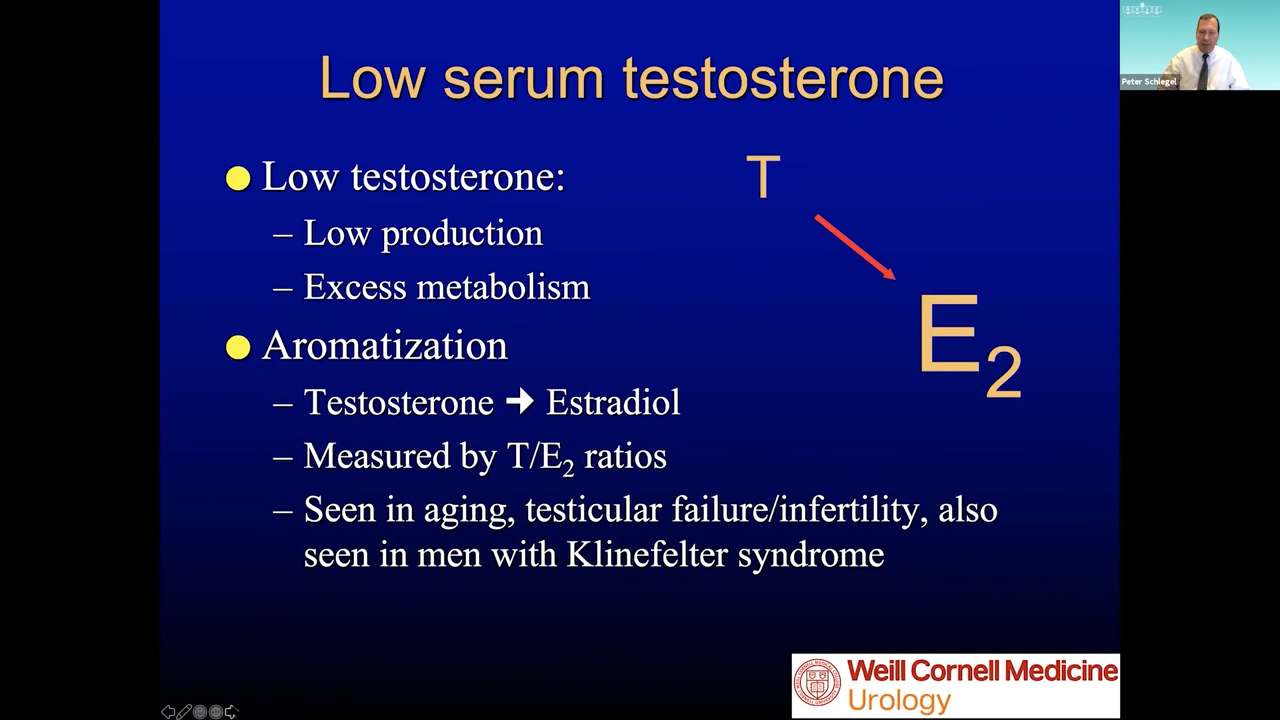 Low serum testosterone
Low testosterone:
– Low production
– Excess metabolism
Aromatization
– Testosterone ➜ Estradiol
– Measured by T/E₂ ratios
– Seen in aging, testicular failure/infertility, also
seen in men with Klinefelter syndrome
T
E₂
Peter Schlegel
Weill Cornell Medicine
Urology